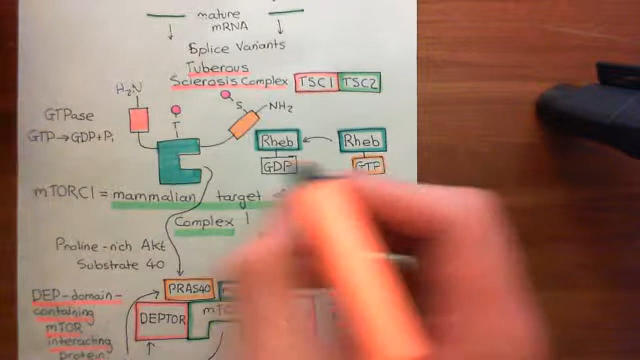 mature
mRNA
Splice Variants
Tuberous
Sclerosis Complex
TSC1 TSC2
H₂N
S
NH₂
GTPase
T
GTP→GDP+Pi
Rheb
Rheb
GDP
GTP
mTORC1 = mammalian target
Complex 1
Proline-rich Akt
Substrate 40
PRAS40
DEP-domain-
containing
mTOR
interacting
protein
DEPTOR